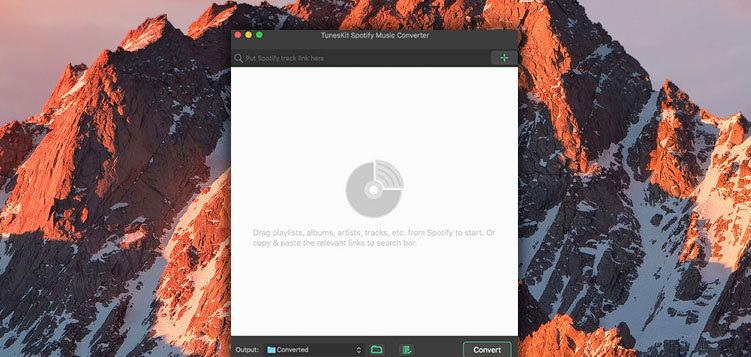 TunesKit Spotify Music Converter
Put Spotify track link here
Drag playlists, albums, artists, tracks, etc. from Spotify to start. Or
copy & paste the relevant links to search bar.
Output: Converted Convert